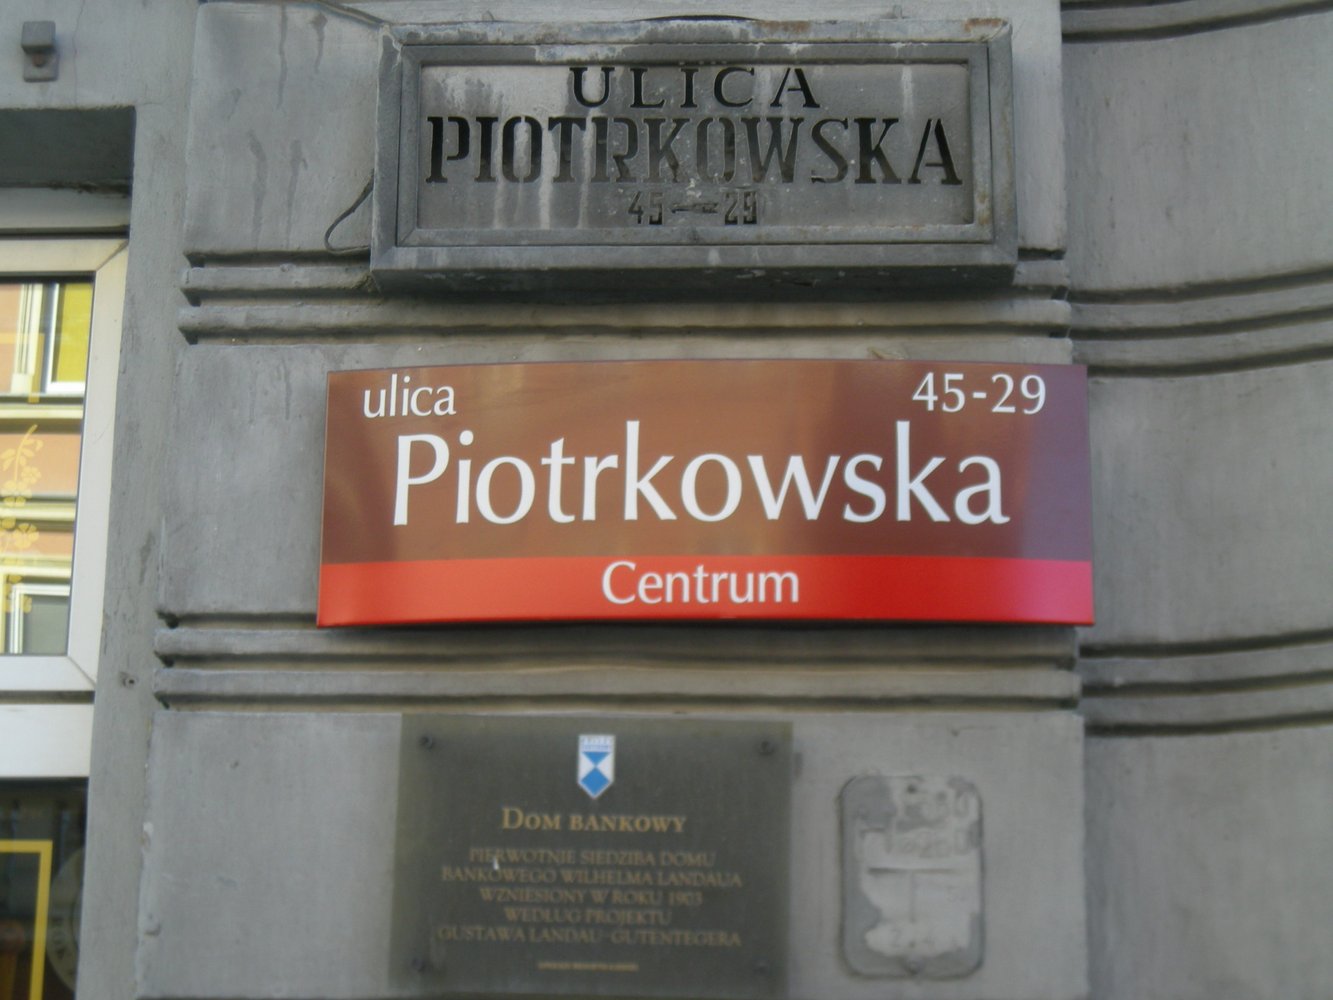 ULICA
PIOTRKOWSKA
45-29
ulica 45-29
Piotrkowska
Centrum
DOM BANKOWY
PIERWOTNIE SIEDZIBA DOMU
BANKOWEGO WILHELMA LANDAUA
WZNIESIONY W ROKU 1903
WEDŁUG PROJEKTU
GUSTAWA LANDAU-GUTENTEGERA